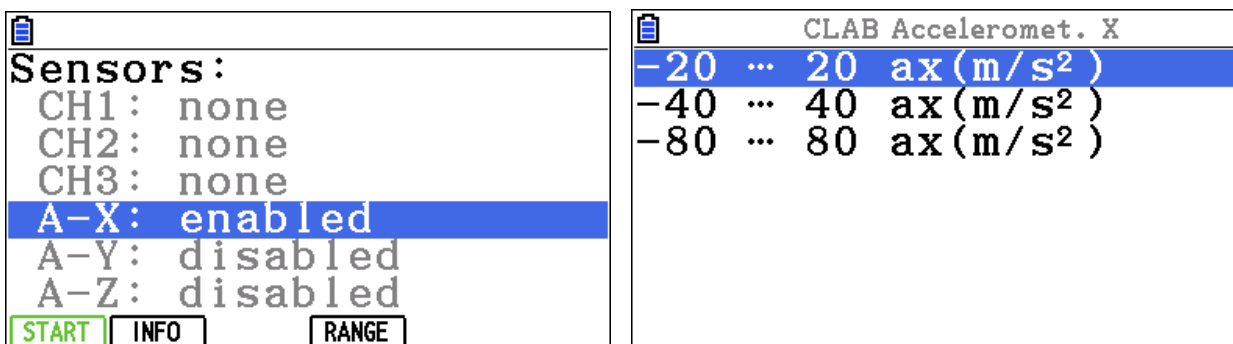 Sensors:
CH1: none
CH2: none
CH3: none
A-X: enabled
A-Y: disabled
A-Z: disabled
START INFO RANGE
CLAB Acceleromet. X
-20 … 20 ax(m/s²)
-40 … 40 ax(m/s²)
-80 … 80 ax(m/s²)